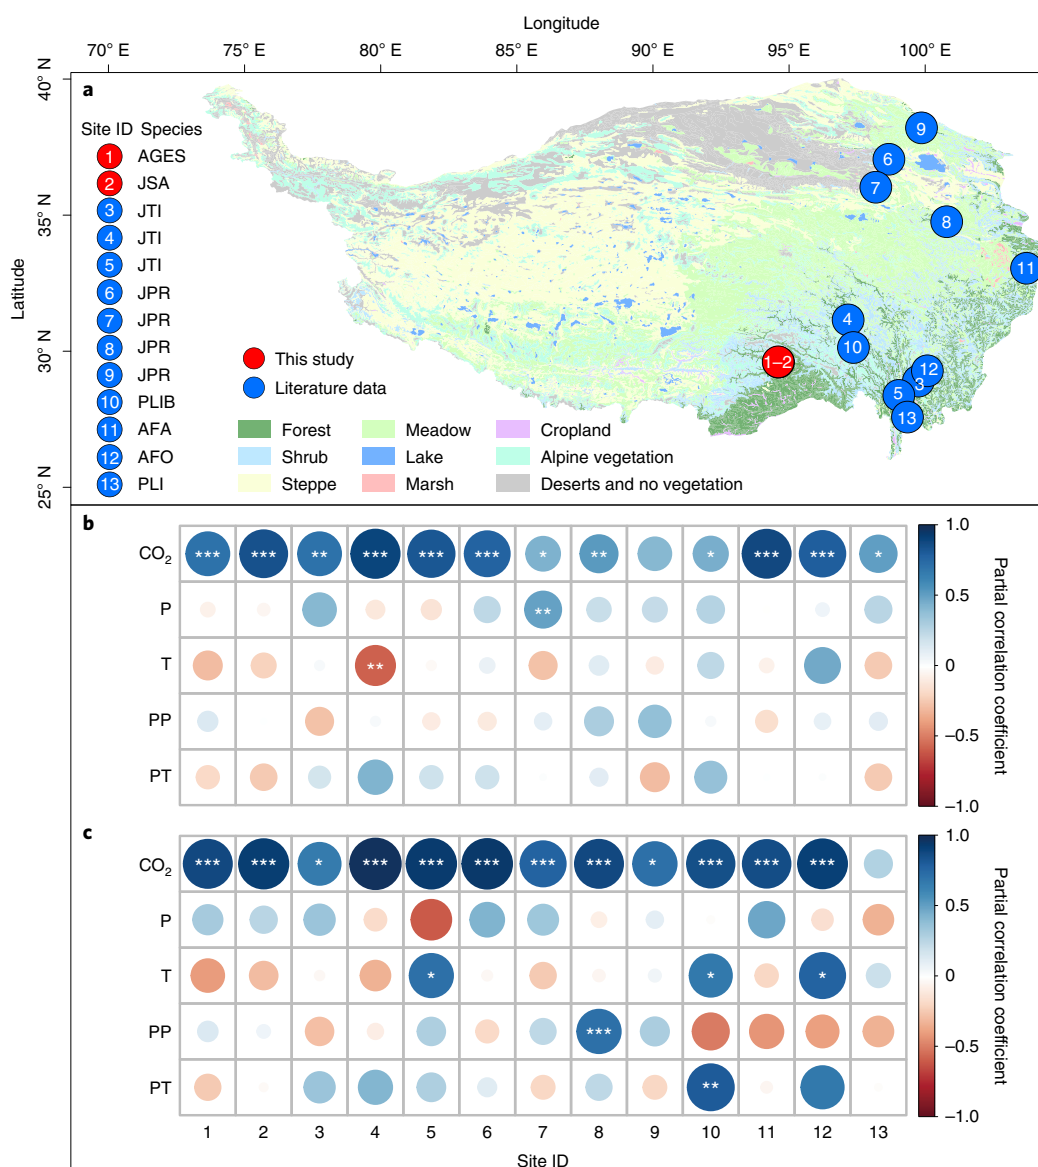 Longitude
70° E 75° E 80° E 85° E 90° E 95° E 100° E
Latitude
40° N
35° N
30° N
25° N
a
Site ID Species
1 AGES
2 JSA
3 JTI
4 JTI
5 JTI
6 JPR
7 JPR
8 JPR
9 JPR
10 PLIB
11 AFA
12 AFO
13 PLI
This study
Literature data
Forest Meadow Cropland
Shrub Lake Alpine vegetation
Steppe Marsh Deserts and no vegetation
9
6
7
8
11
4
10
1–2
12
3
5
13
b
CO₂ *** *** ** *** *** *** * ** * *** *** *
P **
T **
PP
PT
1.0
0.5
0
–0.5
–1.0
Partial correlation coefficient
c
CO₂ *** *** * *** *** *** *** *** * *** *** ***
P
T * * *
PP ***
PT **
1.0
0.5
0
–0.5
–1.0
Partial correlation coefficient
1 2 3 4 5 6 7 8 9 10 11 12 13
Site ID